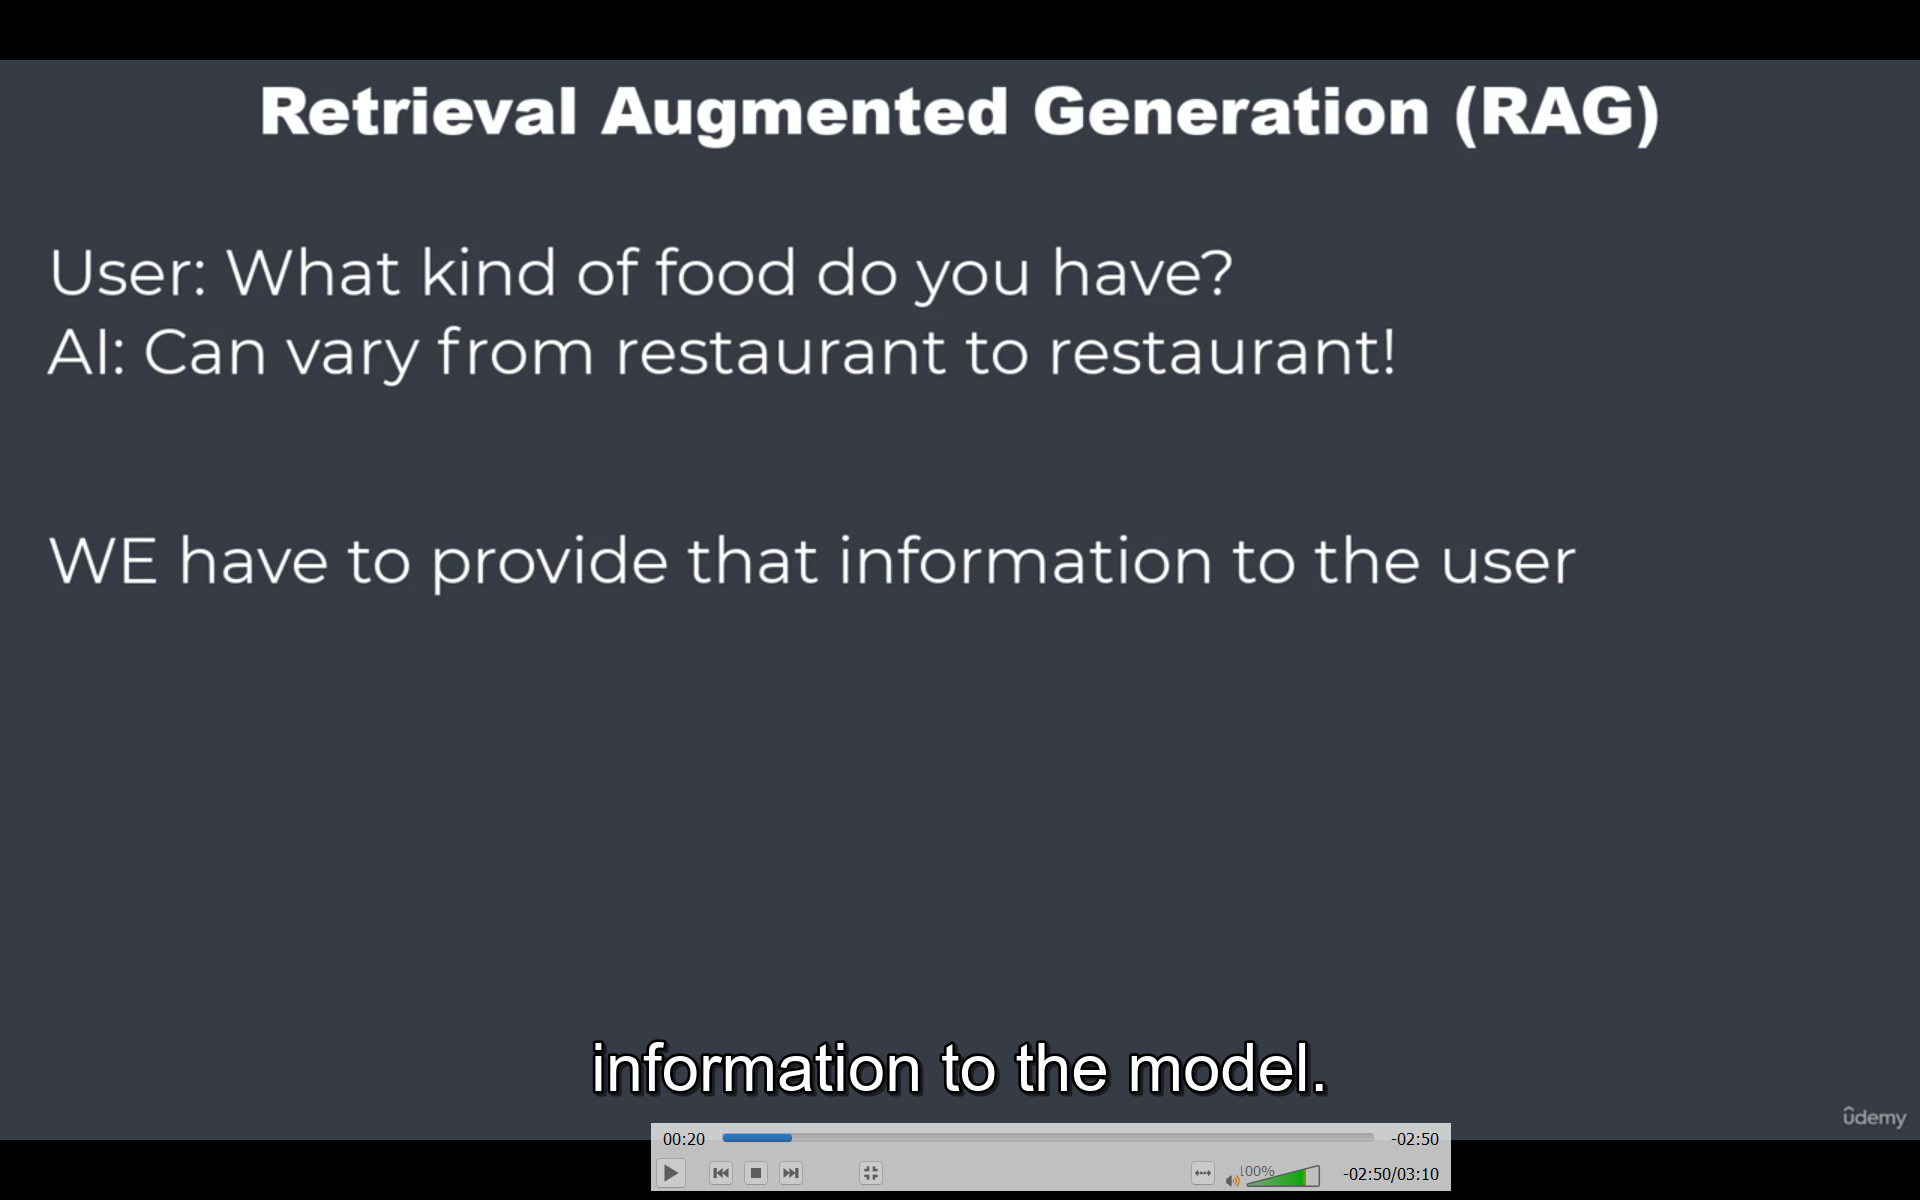 Retrieval Augmented Generation (RAG)
User: What kind of food do you have?
AI: Can vary from restaurant to restaurant!
WE have to provide that information to the user
information to the model.
ûdemy
00:20
-02:50
100%
-02:50/03:10